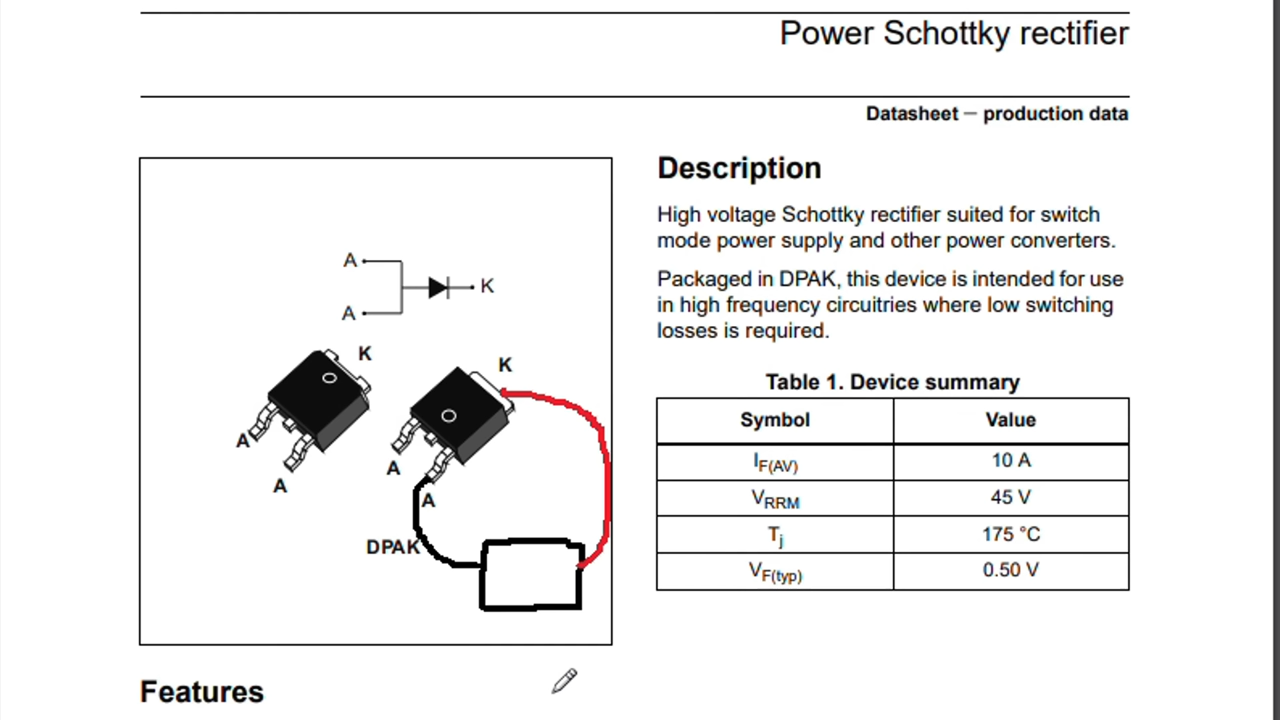 Power Schottky rectifier
Datasheet − production data
A
K
A
K
K
A
A
A
A
DPAK
Description
High voltage Schottky rectifier suited for switch
mode power supply and other power converters.
Packaged in DPAK, this device is intended for use
in high frequency circuitries where low switching
losses is required.
Table 1. Device summary
Symbol Value
IF(AV) 10 A
VRRM 45 V
Tj 175 °C
VF(typ) 0.50 V
Features